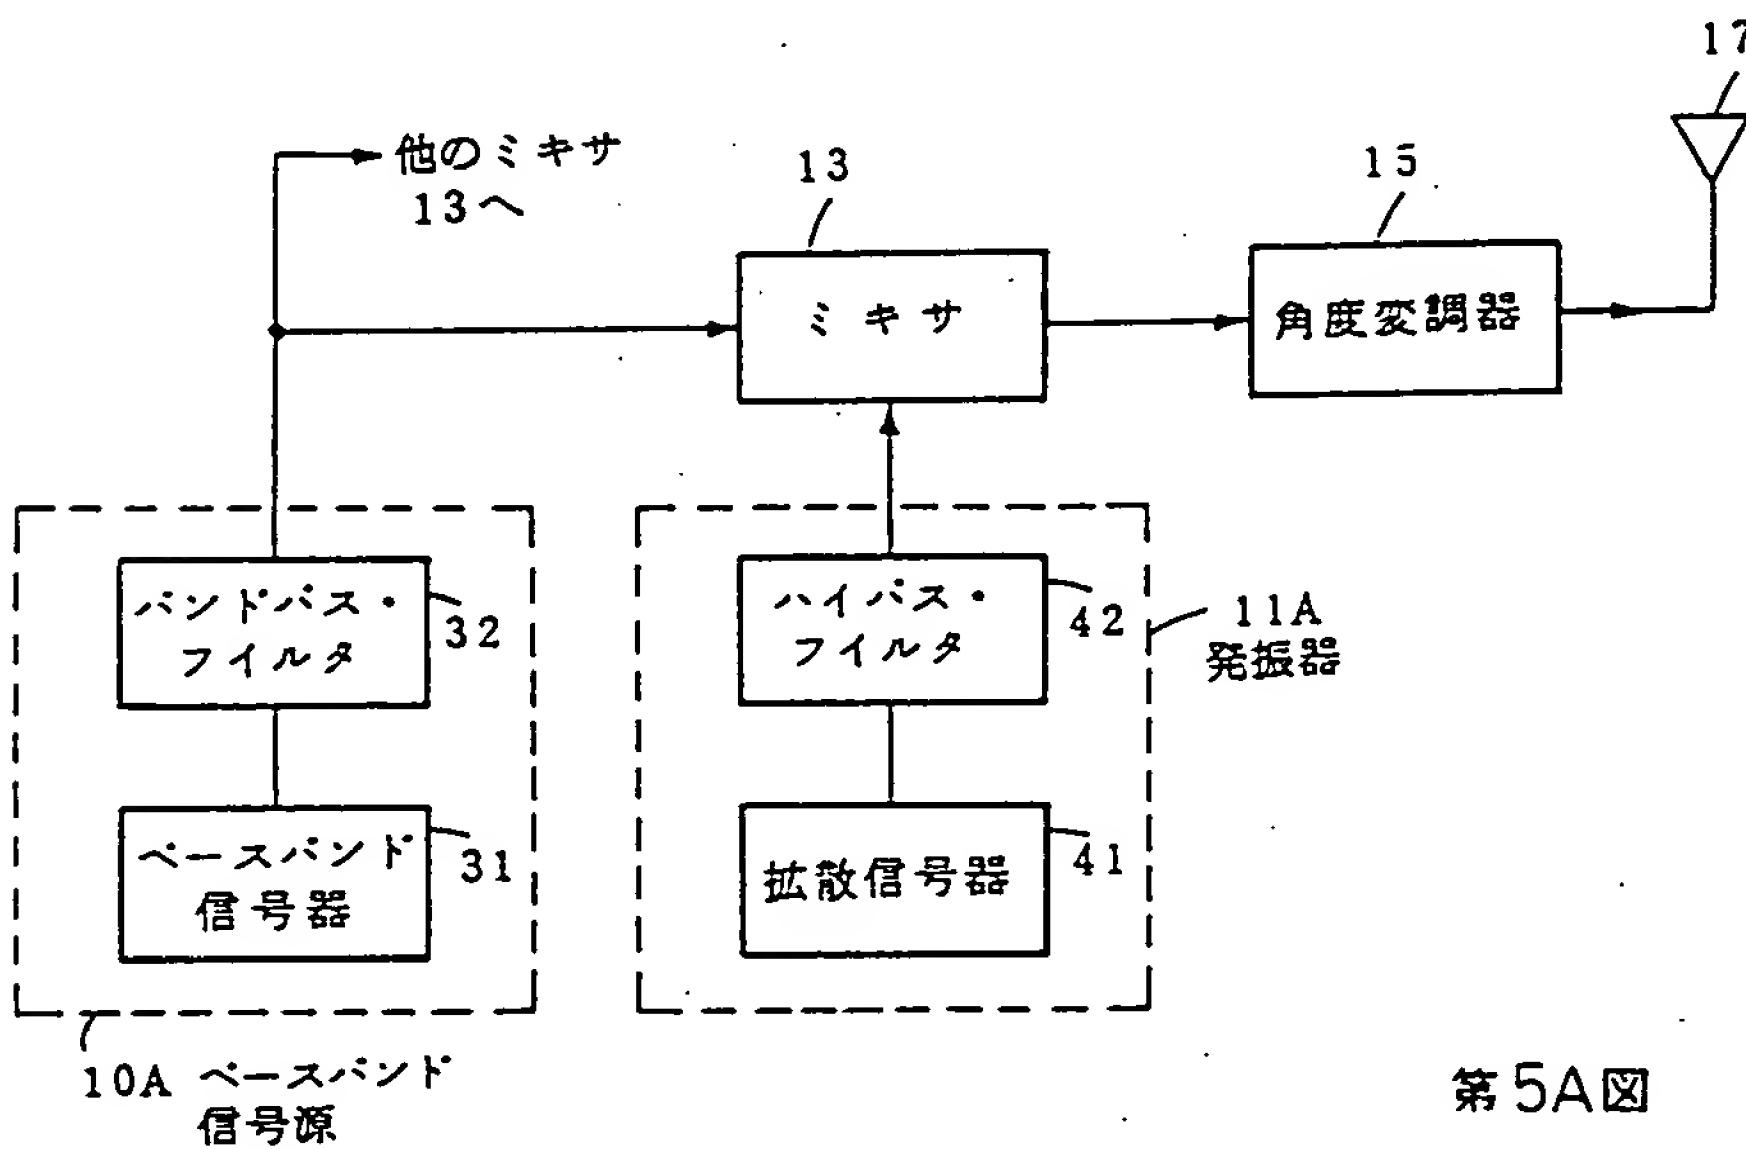 17
他のミキサ
13へ
13
15
ミキサ
角度変調器
バンドパス・
フィルタ
32
ハイパス・
フィルタ
42
11A
発振器
ベースバンド
信号器
31
拡散信号器
41
10A ベースバンド
信号源
第5A図